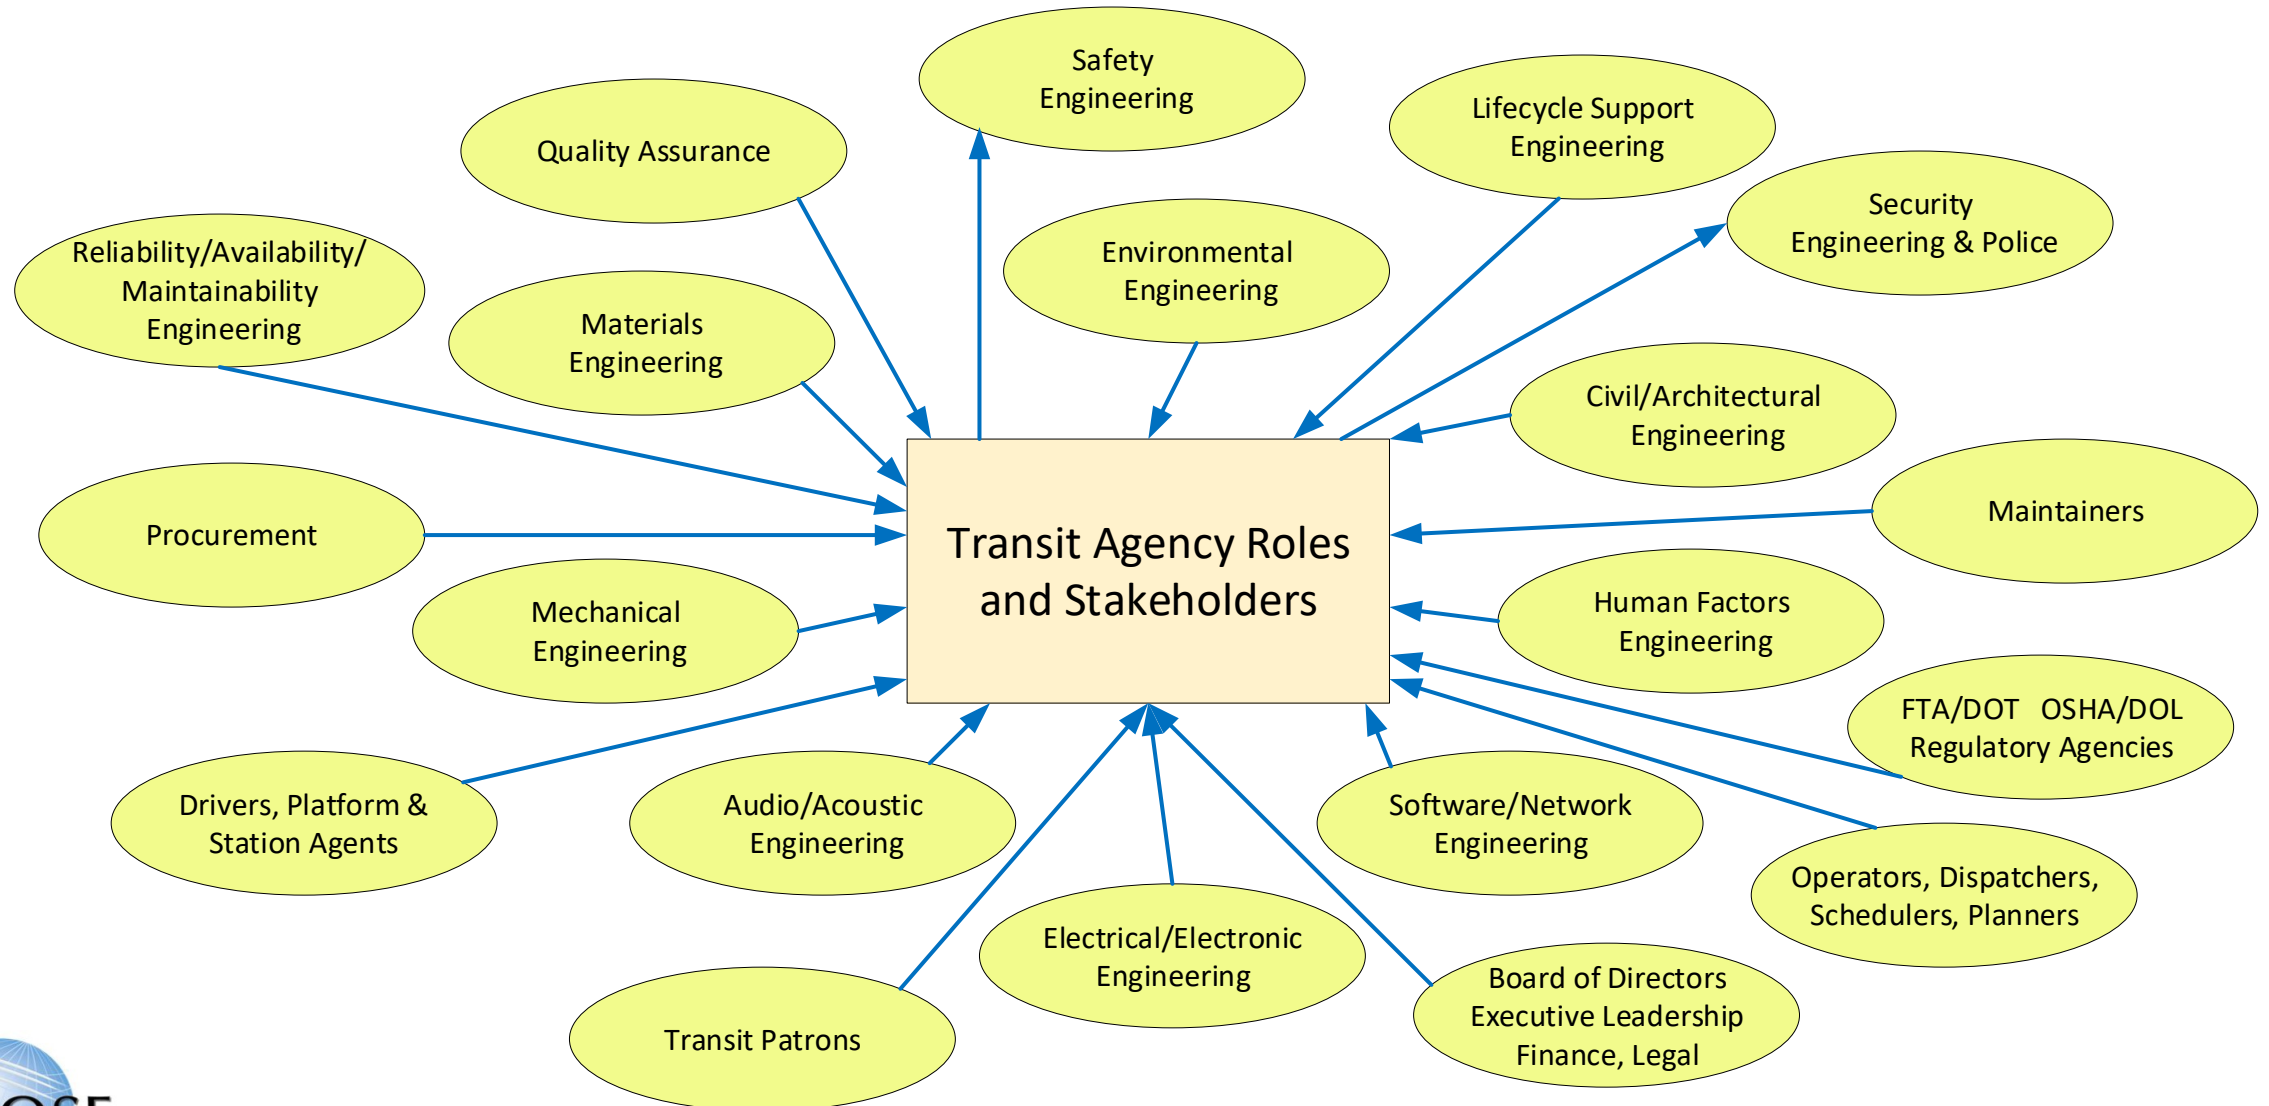 Safety
Engineering
Lifecycle Support
Engineering
Quality Assurance
Security
Engineering & Police
Reliability/Availability/
Maintainability
Engineering
Environmental
Engineering
Materials
Engineering
Civil/Architectural
Engineering
Procurement
Maintainers
Transit Agency Roles
and Stakeholders
Mechanical
Engineering
Human Factors
Engineering
FTA/DOT   OSHA/DOL
Regulatory Agencies
Drivers, Platform &
Station Agents
Audio/Acoustic
Engineering
Software/Network
Engineering
Operators, Dispatchers,
Schedulers, Planners
Electrical/Electronic
Engineering
Transit Patrons
Board of Directors
Executive Leadership
Finance, Legal